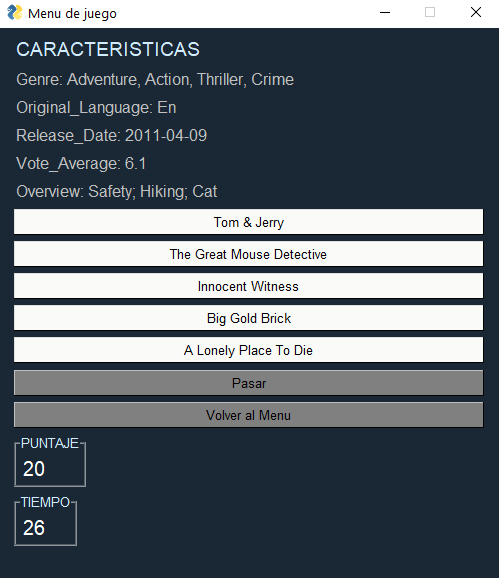 Menu de juego
CARACTERISTICAS
Genre: Adventure, Action, Thriller, Crime
Original_Language: En
Release_Date: 2011-04-09
Vote_Average: 6.1
Overview: Safety; Hiking; Cat
Tom & Jerry
The Great Mouse Detective
Innocent Witness
Big Gold Brick
A Lonely Place To Die
Pasar
Volver al Menu
PUNTAJE
20
TIEMPO
26